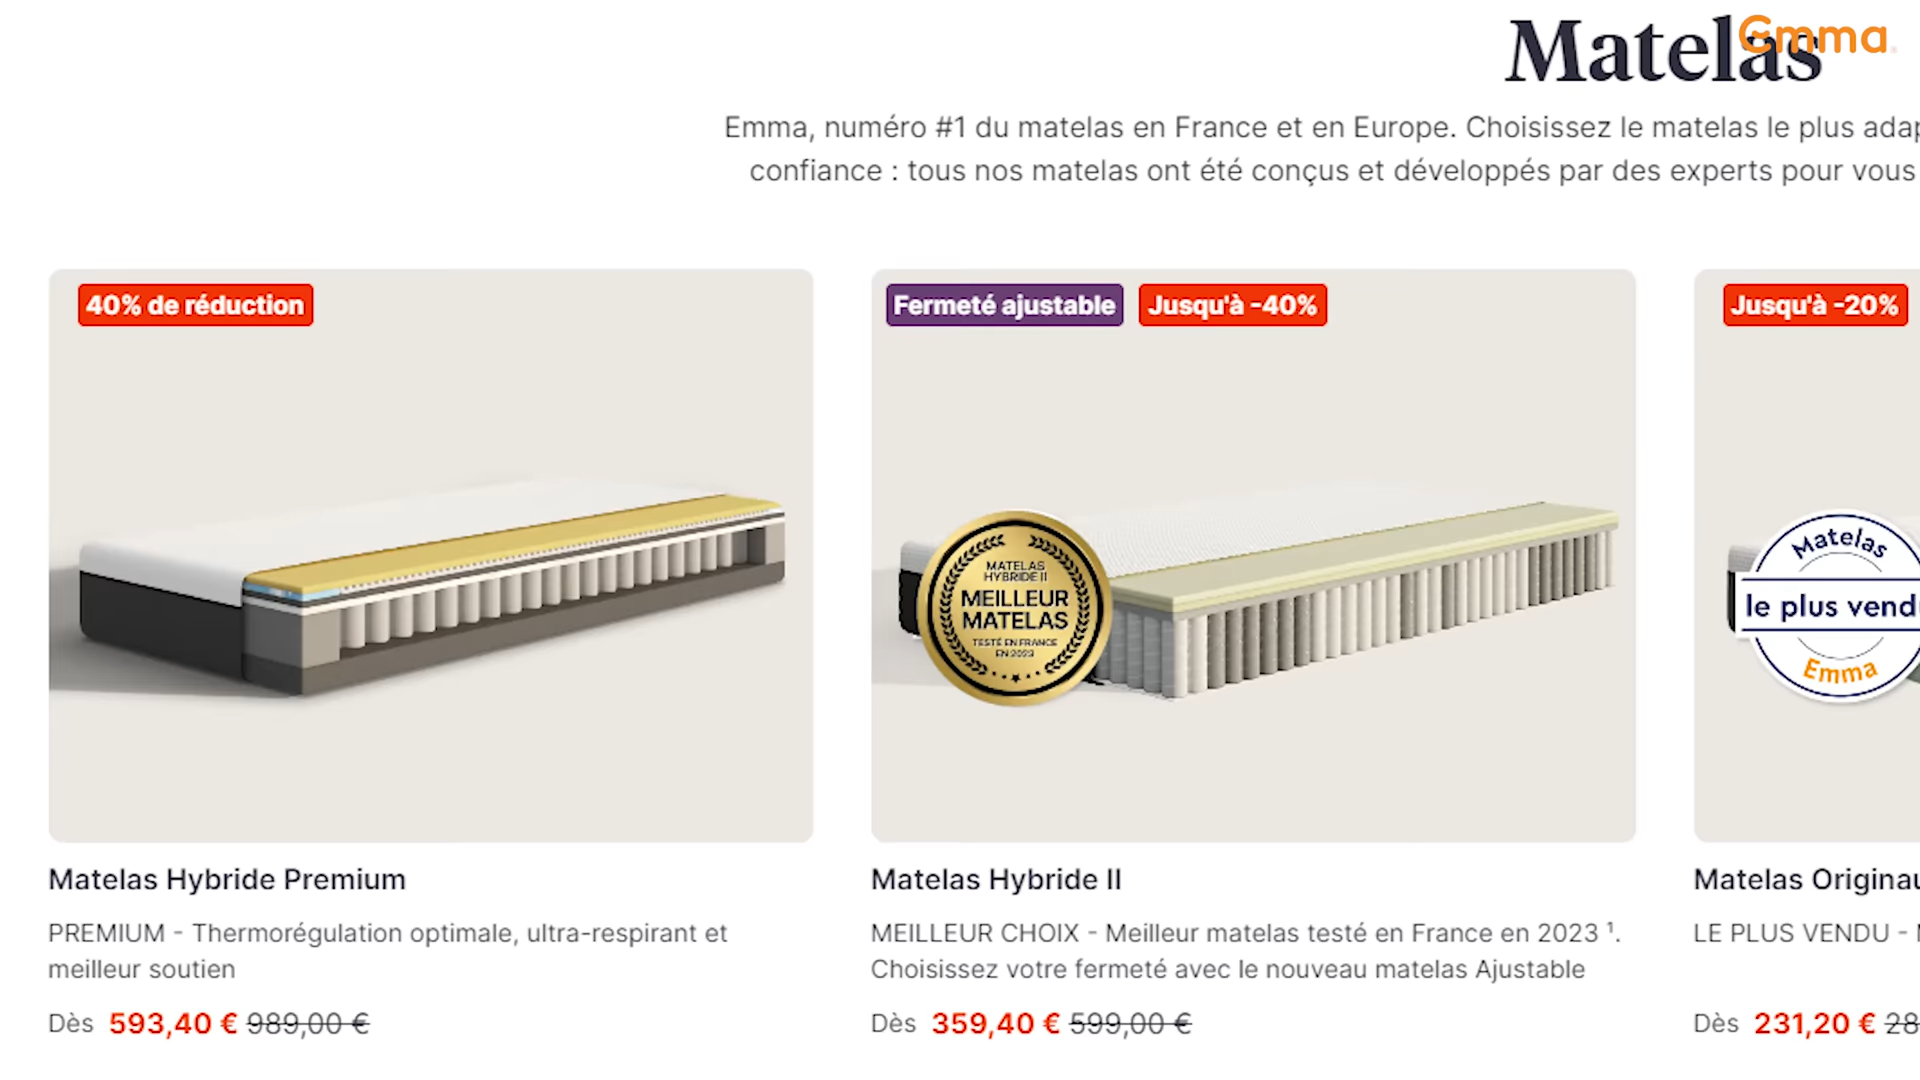 Matelas
emma
Emma, numéro #1 du matelas en France et en Europe. Choisissez le matelas le plus
confiance : tous nos matelas ont été conçus et développés par des experts pour vous
40% de réduction
Fermeté ajustable
Jusqu'à -40%
Jusqu'à -20%
MATELAS
HYBRIDE II
MEILLEUR
MATELAS
TESTÉ EN FRANCE
EN 2023
Matelas
le plus
Emma
Matelas Hybride Premium
PREMIUM - Thermorégulation optimale, ultra-respirant et
meilleur soutien
Dès 593,40 € 989,00 €
Matelas Hybride II
MEILLEUR CHOIX - Meilleur matelas testé en France en 2023 ¹.
Choisissez votre fermeté avec le nouveau matelas Ajustable
Dès 359,40 € 599,00 €
Matelas
LE PLUS VENDU -
Dès 231,20 €